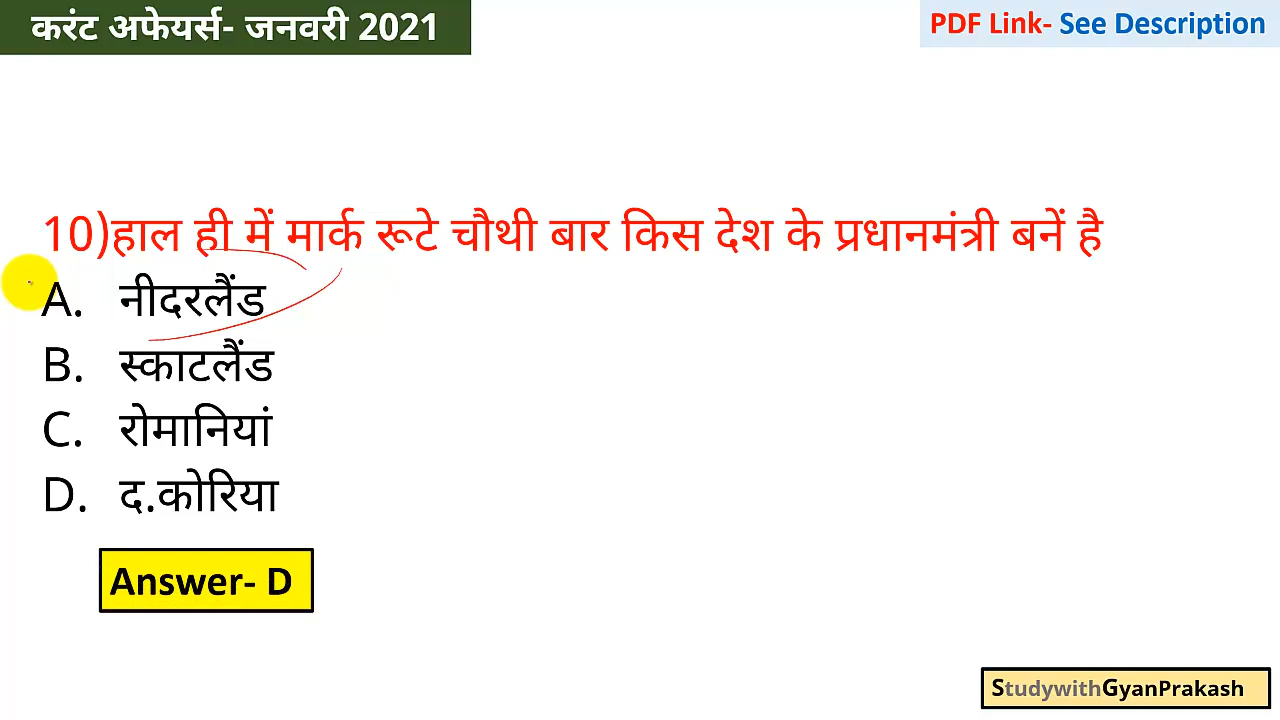 करंट अफेयर्स- जनवरी 2021
PDF Link- See Description
10)हाल ही में मार्क रूटे चौथी बार किस देश के प्रधानमंत्री बनें है
A. नीदरलैंड
B. स्काटलैंड
C. रोमानियां
D. द.कोरिया
Answer- D
StudywithGyanPrakash